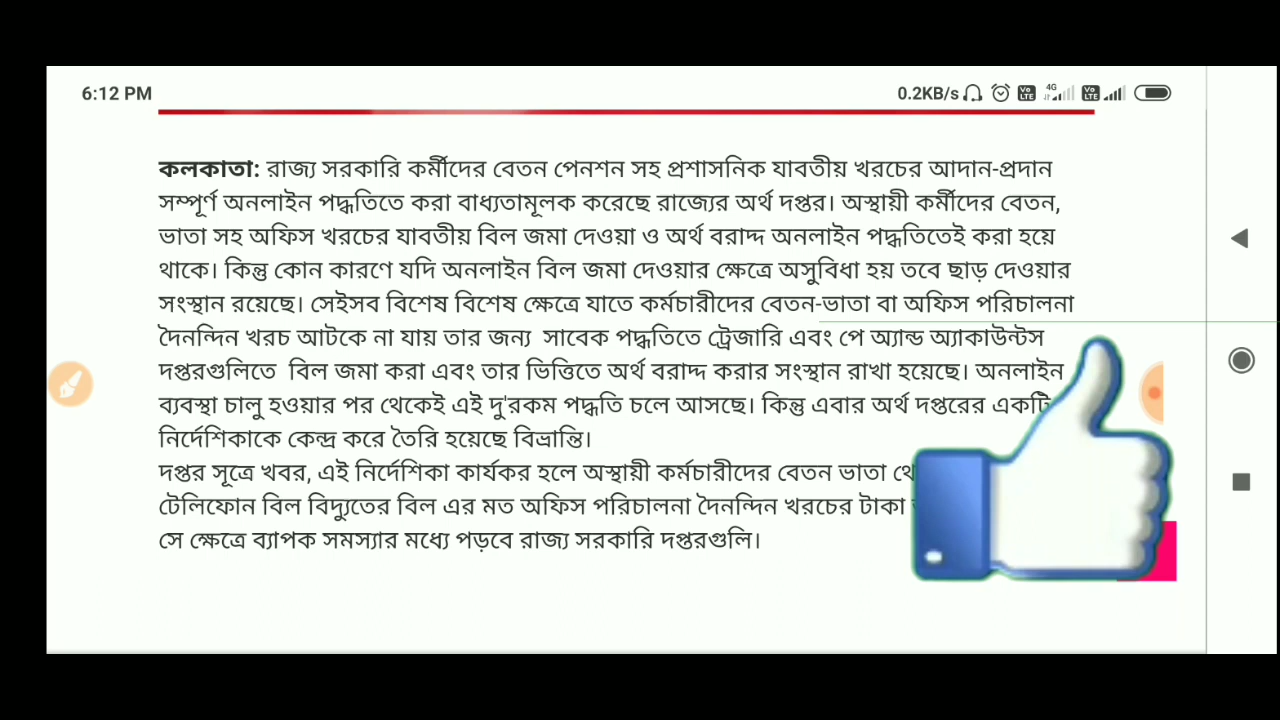 6:12 PM
0.2KB/s
4G
Vo LTE
Vo LTE
কলকাতা: রাজ্য সরকারি কর্মীদের বেতন পেনশন সহ প্রশাসনিক যাবতীয় খরচের আদান-প্রদান
সম্পূর্ণ অনলাইন পদ্ধতিতে করা বাধ্যতামূলক করেছে রাজ্যের অর্থ দপ্তর। অস্থায়ী কর্মীদের বেতন,
ভাতা সহ অফিস খরচের যাবতীয় বিল জমা দেওয়া ও অর্থ বরাদ্দ অনলাইন পদ্ধতিতেই করা হয়ে
থাকে। কিন্তু কোন কারণে যদি অনলাইন বিল জমা দেওয়ার ক্ষেত্রে অসুবিধা হয় তবে ছাড় দেওয়ার
সংস্থান রয়েছে। সেইসব বিশেষ বিশেষ ক্ষেত্রে যাতে কর্মচারীদের বেতন-ভাতা বা অফিস পরিচালনা
দৈনন্দিন খরচ আটকে না যায় তার জন্য সাবেক পদ্ধতিতে ট্রেজারি এবং পে অ্যান্ড অ্যাকাউন্টস
দপ্তরগুলিতে বিল জমা করা এবং তার ভিত্তিতে অর্থ বরাদ্দ করার সংস্থান রাখা হয়েছে। অনলাইন
ব্যবস্থা চালু হওয়ার পর থেকেই এই দু'রকম পদ্ধতি চলে আসছে। কিন্তু এবার অর্থ দপ্তরের একটি
নির্দেশিকাকে কেন্দ্র করে তৈরি হয়েছে বিভ্রান্তি।
দপ্তর সূত্রে খবর, এই নির্দেশিকা কার্যকর হলে অস্থায়ী কর্মচারীদের বেতন ভাতা
টেলিফোন বিল বিদ্যুতের বিল এর মত অফিস পরিচালনা দৈনন্দিন খরচের টাকা
সে ক্ষেত্রে ব্যাপক সমস্যার মধ্যে পড়বে রাজ্য সরকারি দপ্তরগুলি।